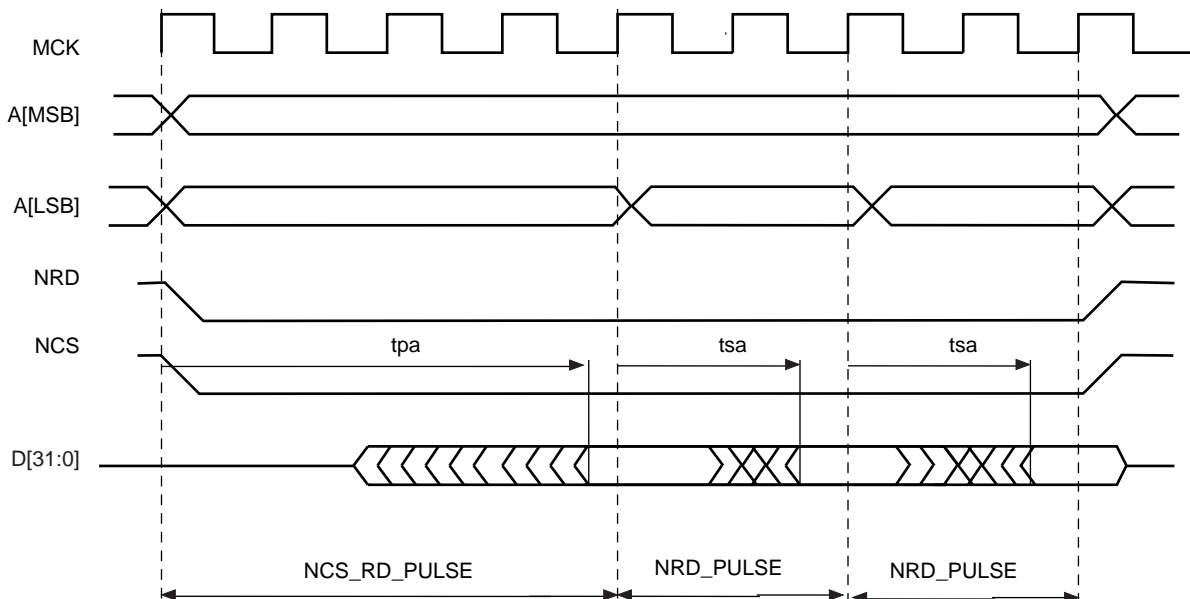 MCK
A[MSB]
A[LSB]
NRD
NCS
tpa
tsa
tsa
D[31:0]
NCS_RD_PULSE
NRD_PULSE
NRD_PULSE